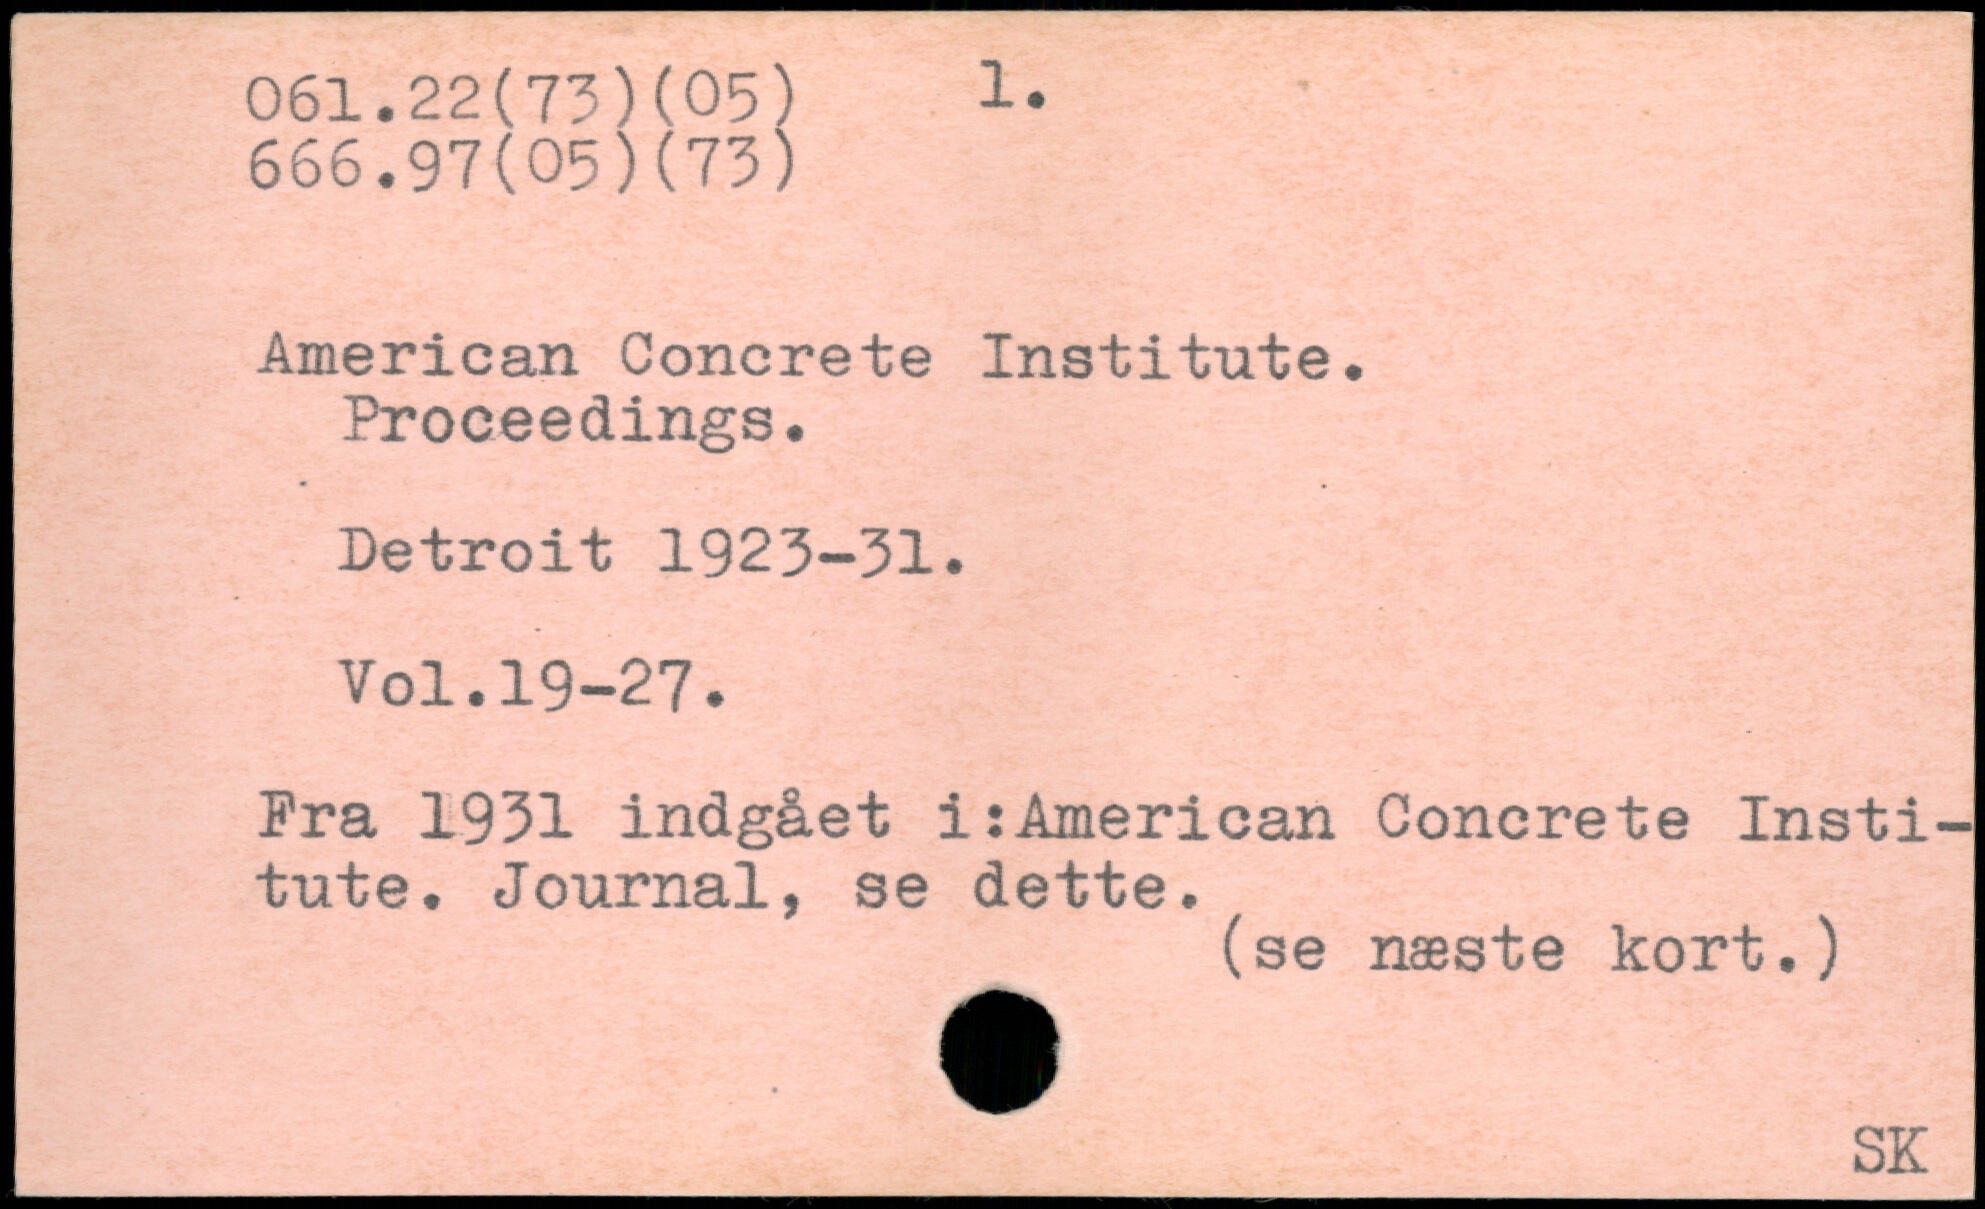 061.22(73)(05) 1.
666.97(05)(73)
American Concrete Institute.
Proceedings.
Detroit 1923-31.
Vol.19-27.
Fra 1931 indgået i:American Concrete Insti-
tute. Journal, se dette.
(se næste kort.)
SK